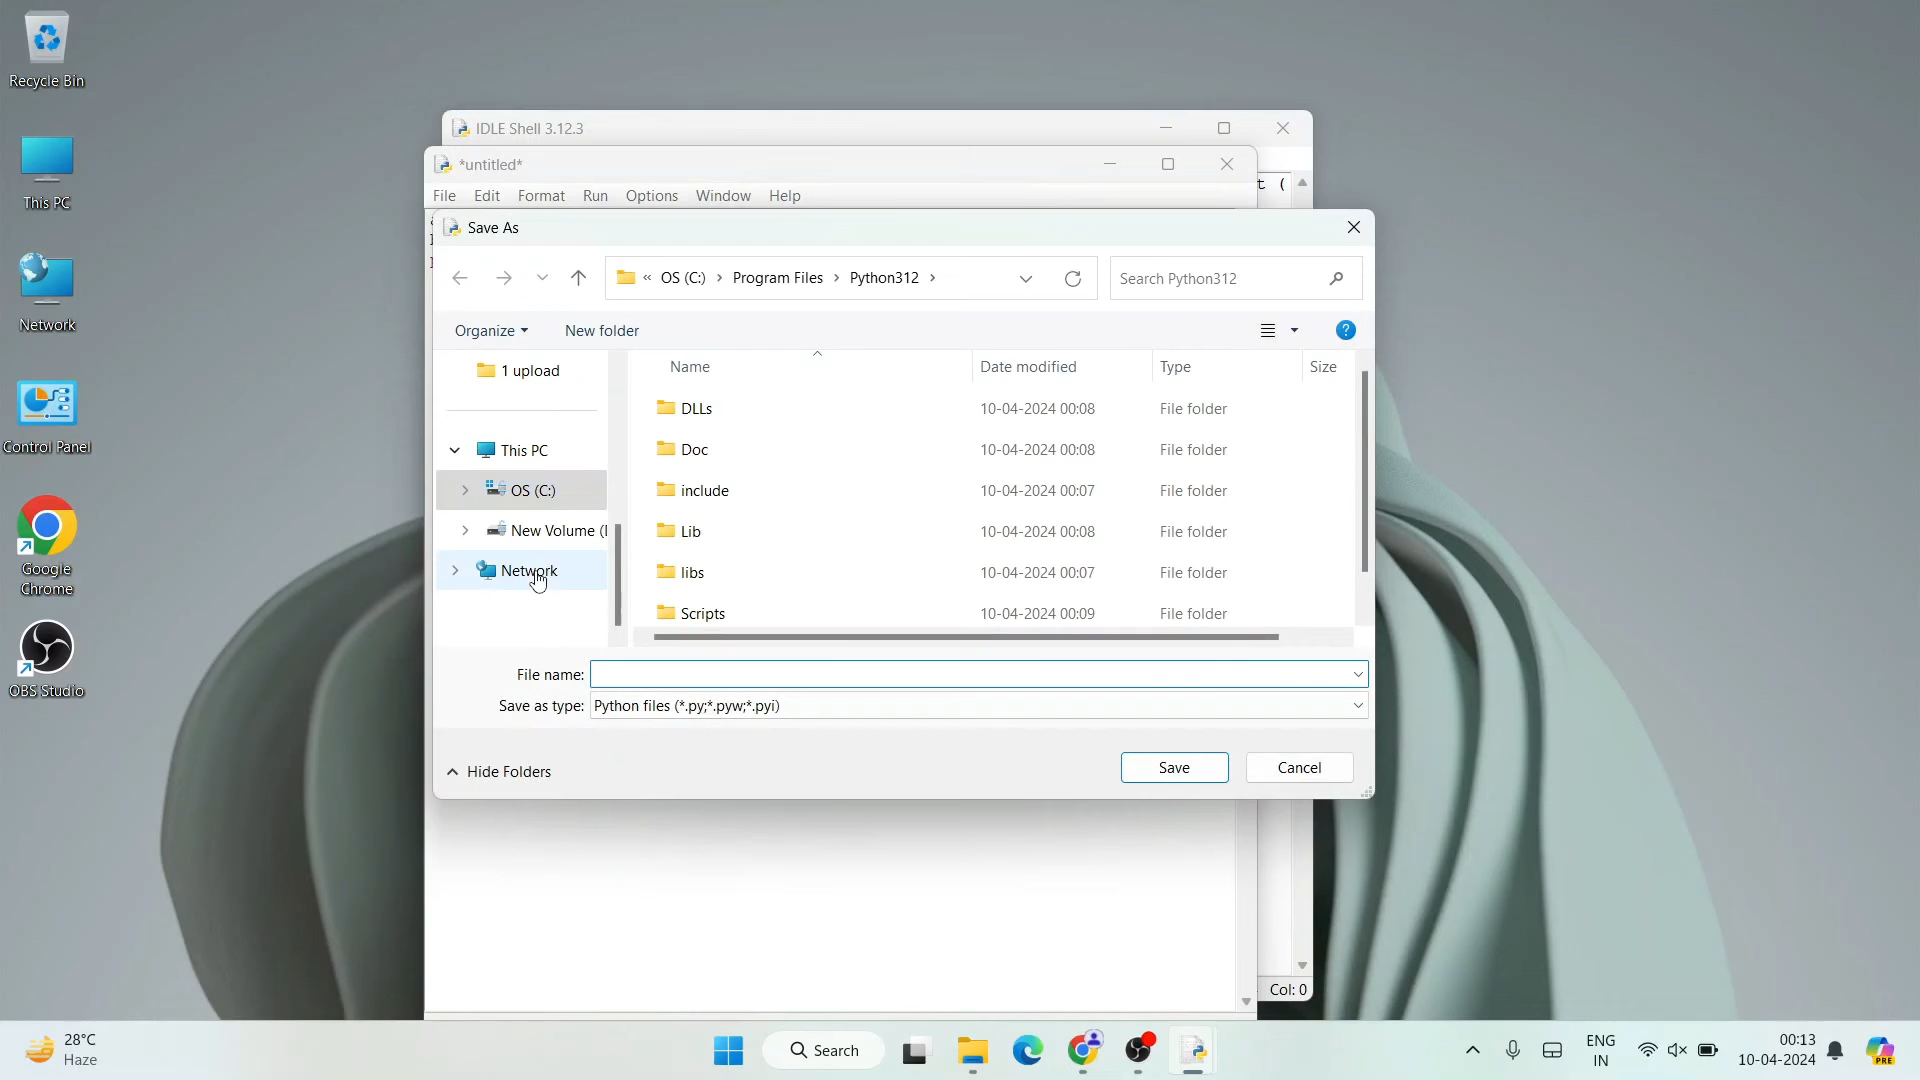 Recycle Bin
This PC
Network
Control Panel
Google
Chrome
OBS Studio
IDLE Shell 3.12.3
*untitled*
File Edit Format Run Options Window Help
Save As
« OS (C:) › Program Files › Python312 ›
Search Python312
Organize
New folder
?
1 upload
This PC
OS (C:)
New Volume (
Network
Name Date modified Type Size
DLLs 10-04-2024 00:08 File folder
Doc 10-04-2024 00:08 File folder
include 10-04-2024 00:07 File folder
Lib 10-04-2024 00:08 File folder
libs 10-04-2024 00:07 File folder
Scripts 10-04-2024 00:09 File folder
File name:
Save as type: Python files (*.py;*.pyw;*.pyi)
Hide Folders
Save
Cancel
Col: 0
28°C
Haze
Search
ENG
IN
00:13
10-04-2024
PRE